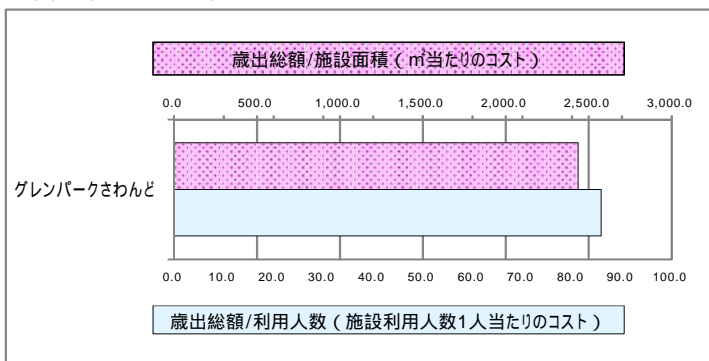 歳出総額/施設面積（㎡当たりのコスト）
0.0 500.0 1,000.0 1,500.0 2,000.0 2,500.0 3,000.0
グレンパークさわんど
0.0 10.0 20.0 30.0 40.0 50.0 60.0 70.0 80.0 90.0 100.0
歳出総額/利用人数（施設利用人数1人当たりのコスト）